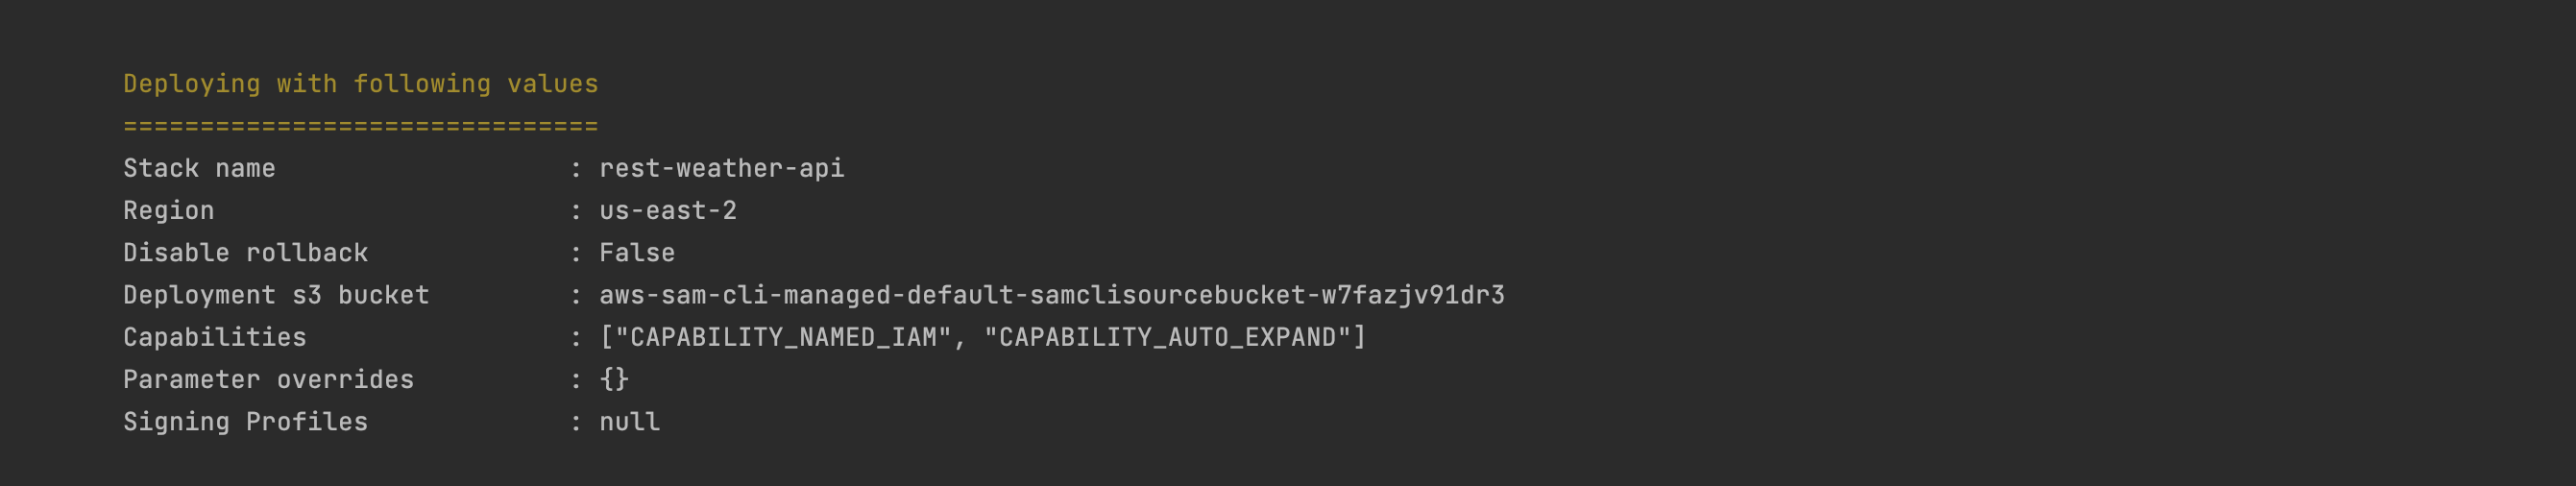 Deploying with following values
===============================
Stack name                   : rest-weather-api
Region                       : us-east-2
Disable rollback             : False
Deployment s3 bucket         : aws-sam-cli-managed-default-samclisourcebucket-w7fazjv91dr3
Capabilities                 : ["CAPABILITY_NAMED_IAM", "CAPABILITY_AUTO_EXPAND"]
Parameter overrides          : {}
Signing Profiles             : null